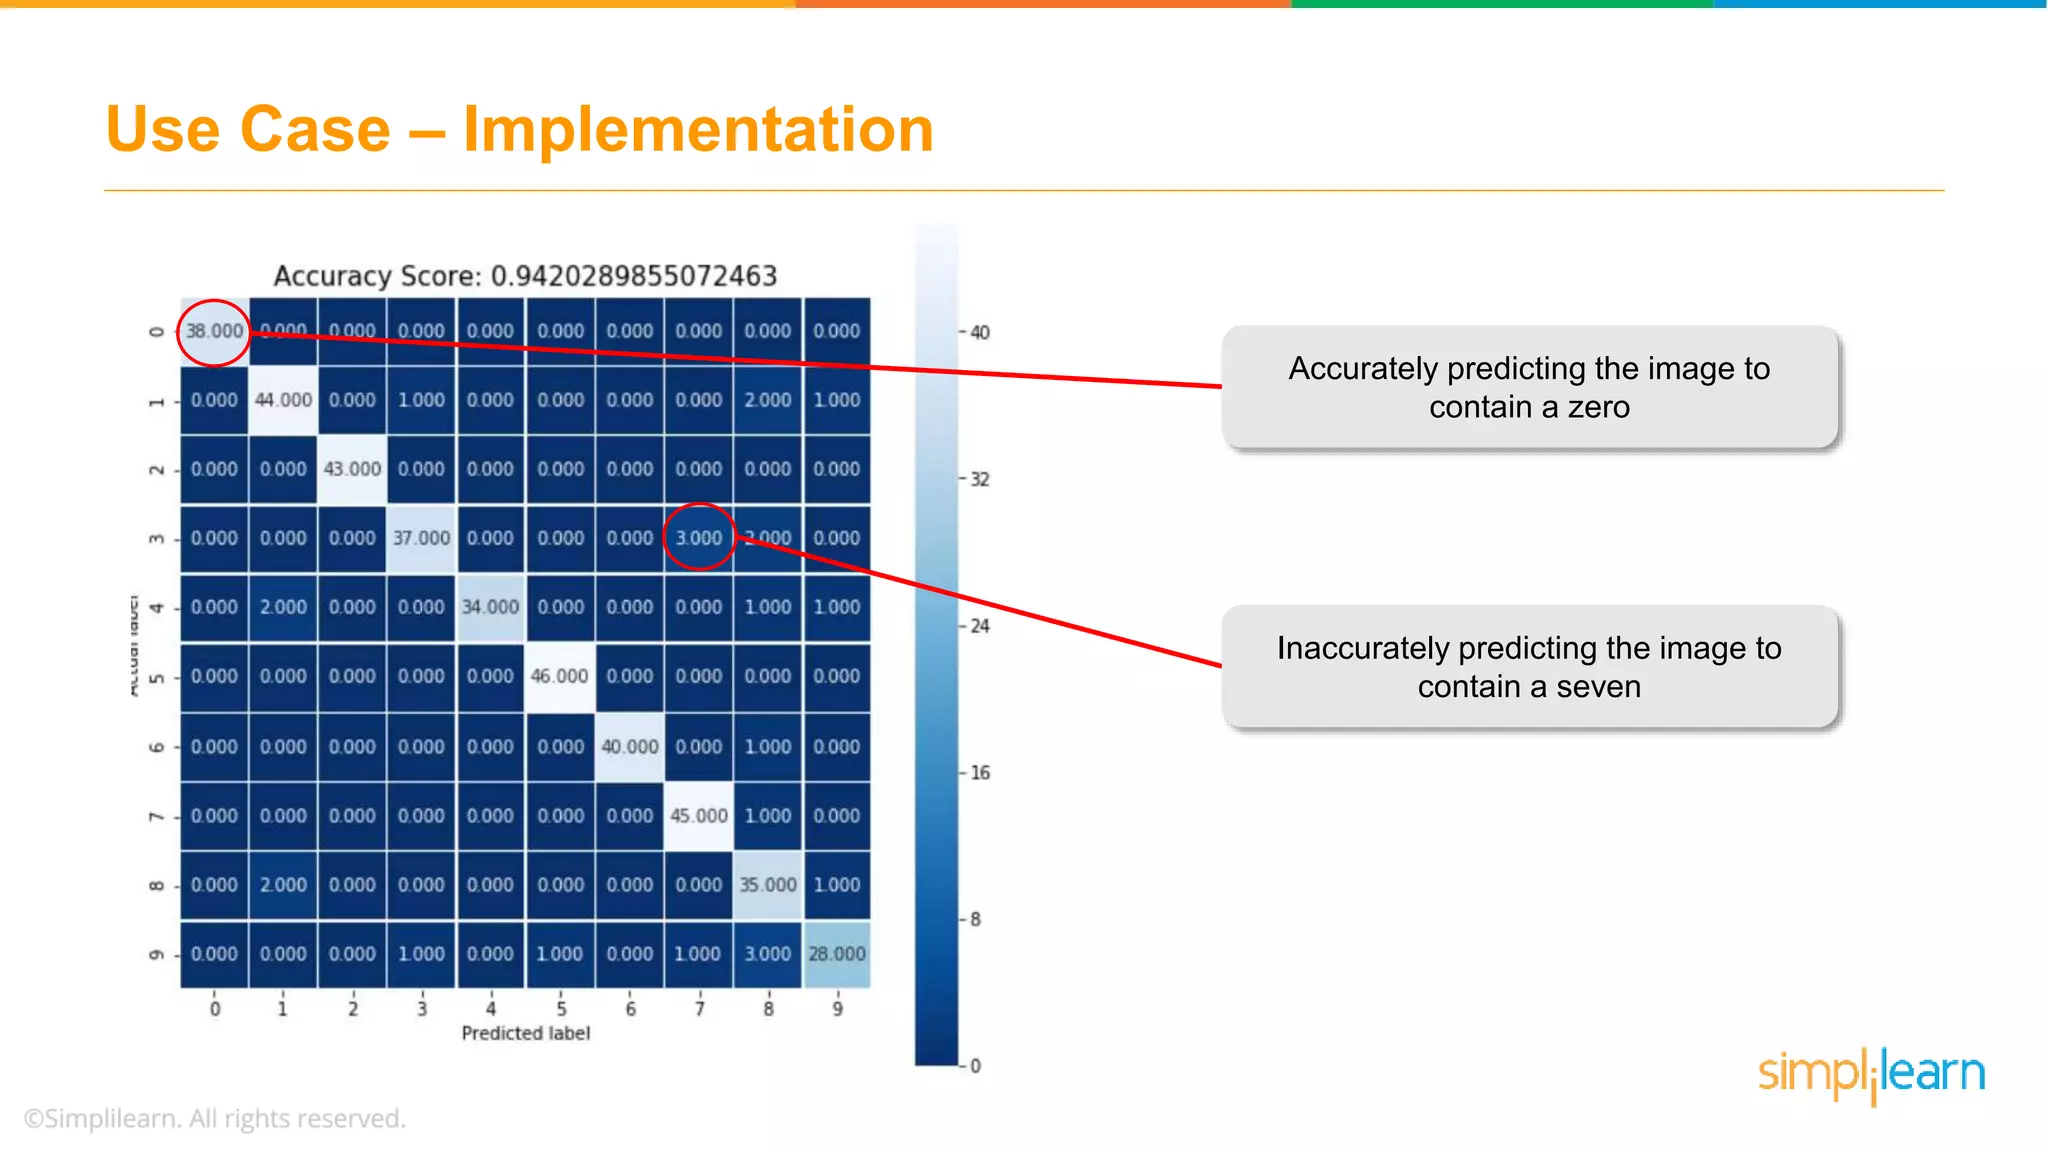 Use Case – Implementation
Accuracy Score: 0.9420289855072463
0 38.000 0.000 0.000 0.000 0.000 0.000 0.000 0.000 0.000 0.000
1 0.000 44.000 0.000 1.000 0.000 0.000 0.000 0.000 2.000 1.000
2 0.000 0.000 43.000 0.000 0.000 0.000 0.000 0.000 0.000 0.000
3 0.000 0.000 0.000 37.000 0.000 0.000 0.000 3.000 2.000 0.000
4 0.000 2.000 0.000 0.000 34.000 0.000 0.000 0.000 1.000 1.000
5 0.000 0.000 0.000 0.000 0.000 46.000 0.000 0.000 0.000 0.000
6 0.000 0.000 0.000 0.000 0.000 0.000 40.000 0.000 1.000 0.000
7 0.000 0.000 0.000 0.000 0.000 0.000 0.000 45.000 1.000 0.000
8 0.000 2.000 0.000 0.000 0.000 0.000 0.000 0.000 35.000 1.000
9 0.000 0.000 0.000 1.000 0.000 1.000 0.000 1.000 3.000 28.000
0 1 2 3 4 5 6 7 8 9
Actual label
Predicted label
40
32
24
16
8
0
Accurately predicting the image to
contain a zero
Inaccurately predicting the image to
contain a seven
simplilearn
©Simplilearn. All rights reserved.